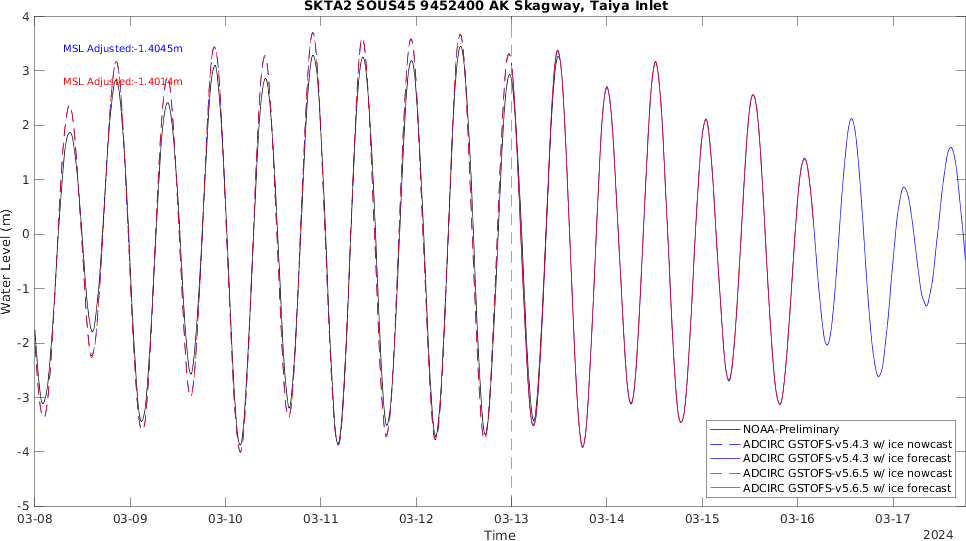 SKTA2 SOUS45 9452400 AK Skagway, Taiya Inlet
MSL Adjusted:-1.4045m
MSL Adjusted:-1.4014m
Water Level (m)
4
3
2
1
0
-1
-2
-3
-4
-5
NOAA-Preliminary
ADCIRC GSTOFS-v5.4.3 w/ ice nowcast
ADCIRC GSTOFS-v5.4.3 w/ ice forecast
ADCIRC GSTOFS-v5.6.5 w/ ice nowcast
ADCIRC GSTOFS-v5.6.5 w/ ice forecast
03-08 03-09 03-10 03-11 03-12 03-13 03-14 03-15 03-16 03-17
Time
2024